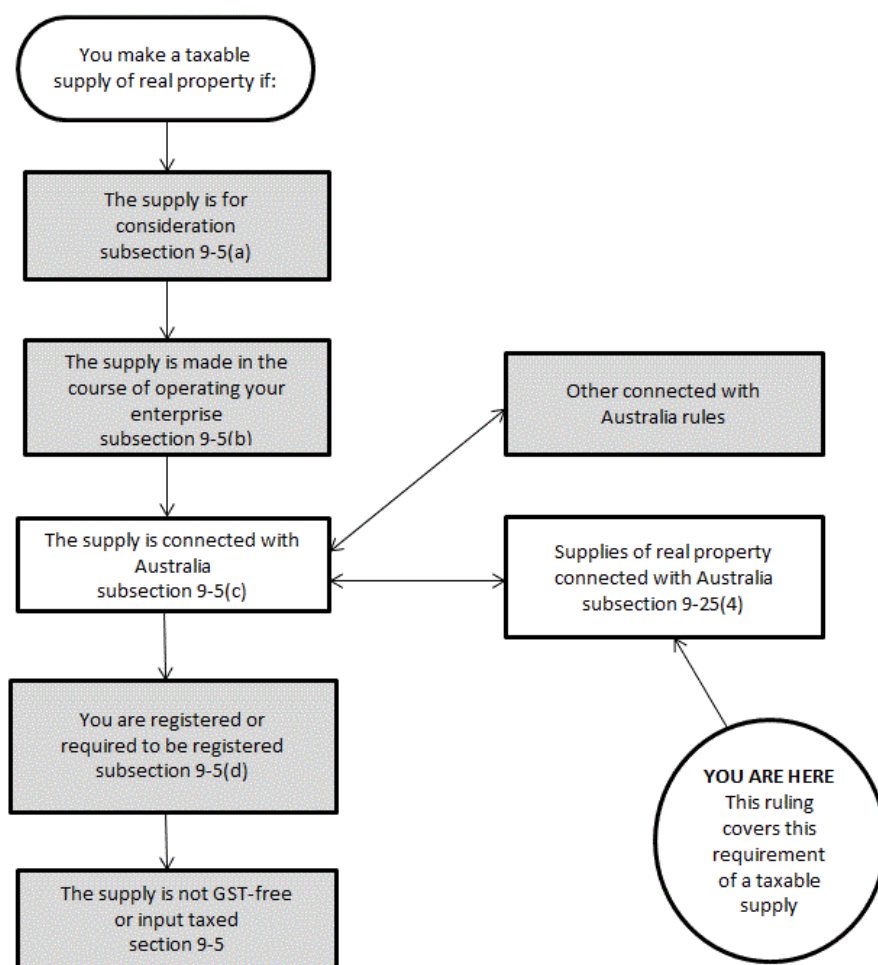 You make a taxable
supply of real property if:
The supply is for
consideration
subsection 9-5(a)
The supply is made in the
course of operating your
enterprise
subsection 9-5(b)
Other connected with
Australia rules
The supply is connected with
Australia
subsection 9-5(c)
Supplies of real property
connected with Australia
subsection 9-25(4)
You are registered or
required to be registered
subsection 9-5(d)
YOU ARE HERE
This ruling
covers this
requirement
of a taxable
supply
The supply is not GST-free
or input taxed
section 9-5